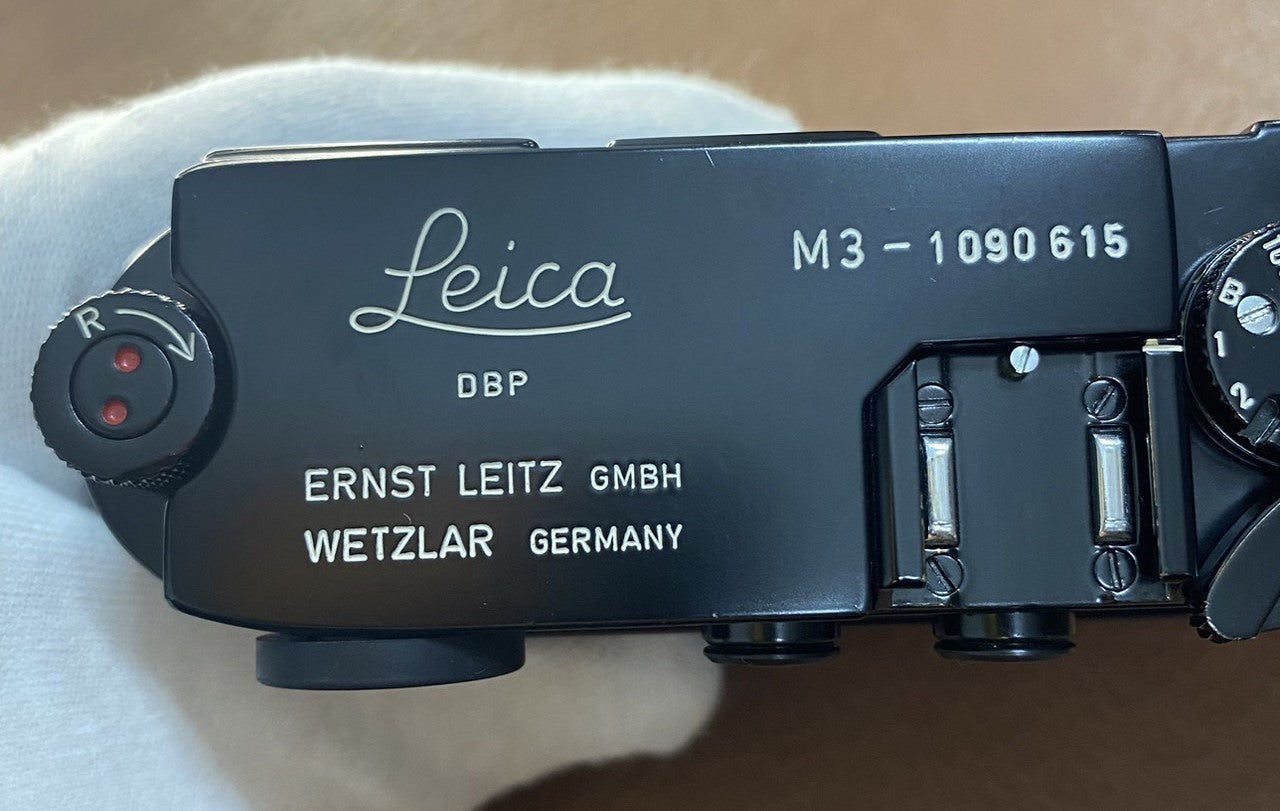 Leica
M3-1090615
DBP
ERNST LEITZ GMBH
WETZLAR GERMANY
R
B
1
2